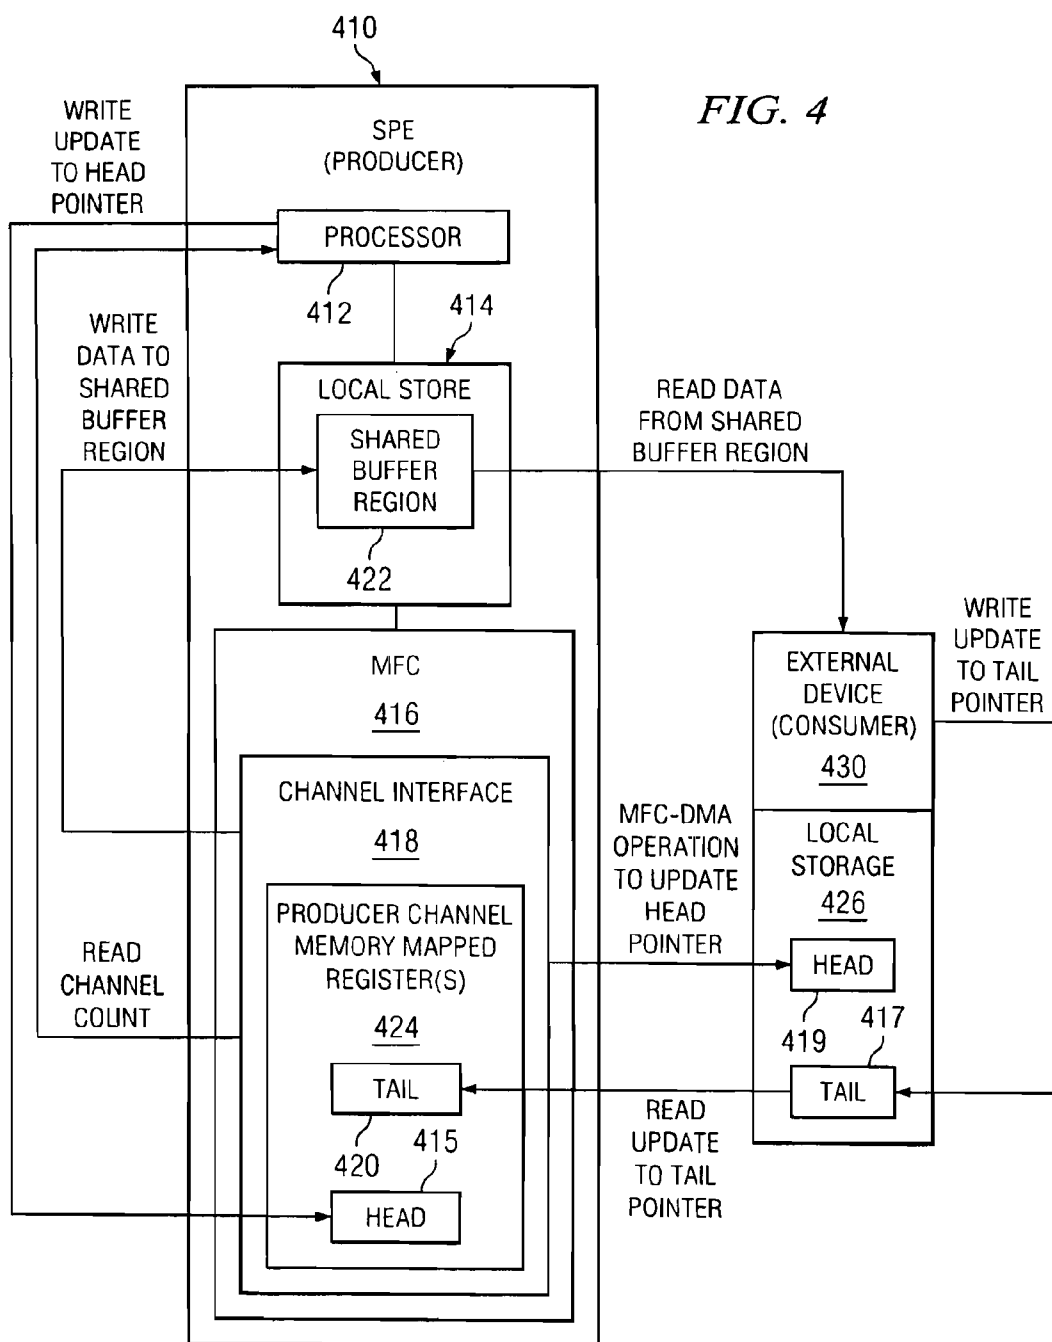 410
FIG. 4
WRITE
UPDATE
TO HEAD
POINTER
SPE
(PRODUCER)
PROCESSOR
412
414
WRITE
DATA TO
SHARED
BUFFER
REGION
LOCAL STORE
SHARED
BUFFER
REGION
422
READ DATA
FROM SHARED
BUFFER REGION
MFC
416
WRITE
UPDATE
TO TAIL
POINTER
EXTERNAL
DEVICE
(CONSUMER)
430
CHANNEL INTERFACE
418
MFC-DMA
OPERATION
TO UPDATE
HEAD
POINTER
LOCAL
STORAGE
426
PRODUCER CHANNEL
MEMORY MAPPED
REGISTER(S)
424
READ
CHANNEL
COUNT
HEAD
419
417
TAIL
TAIL
420
415
READ
UPDATE
TO TAIL
POINTER
HEAD